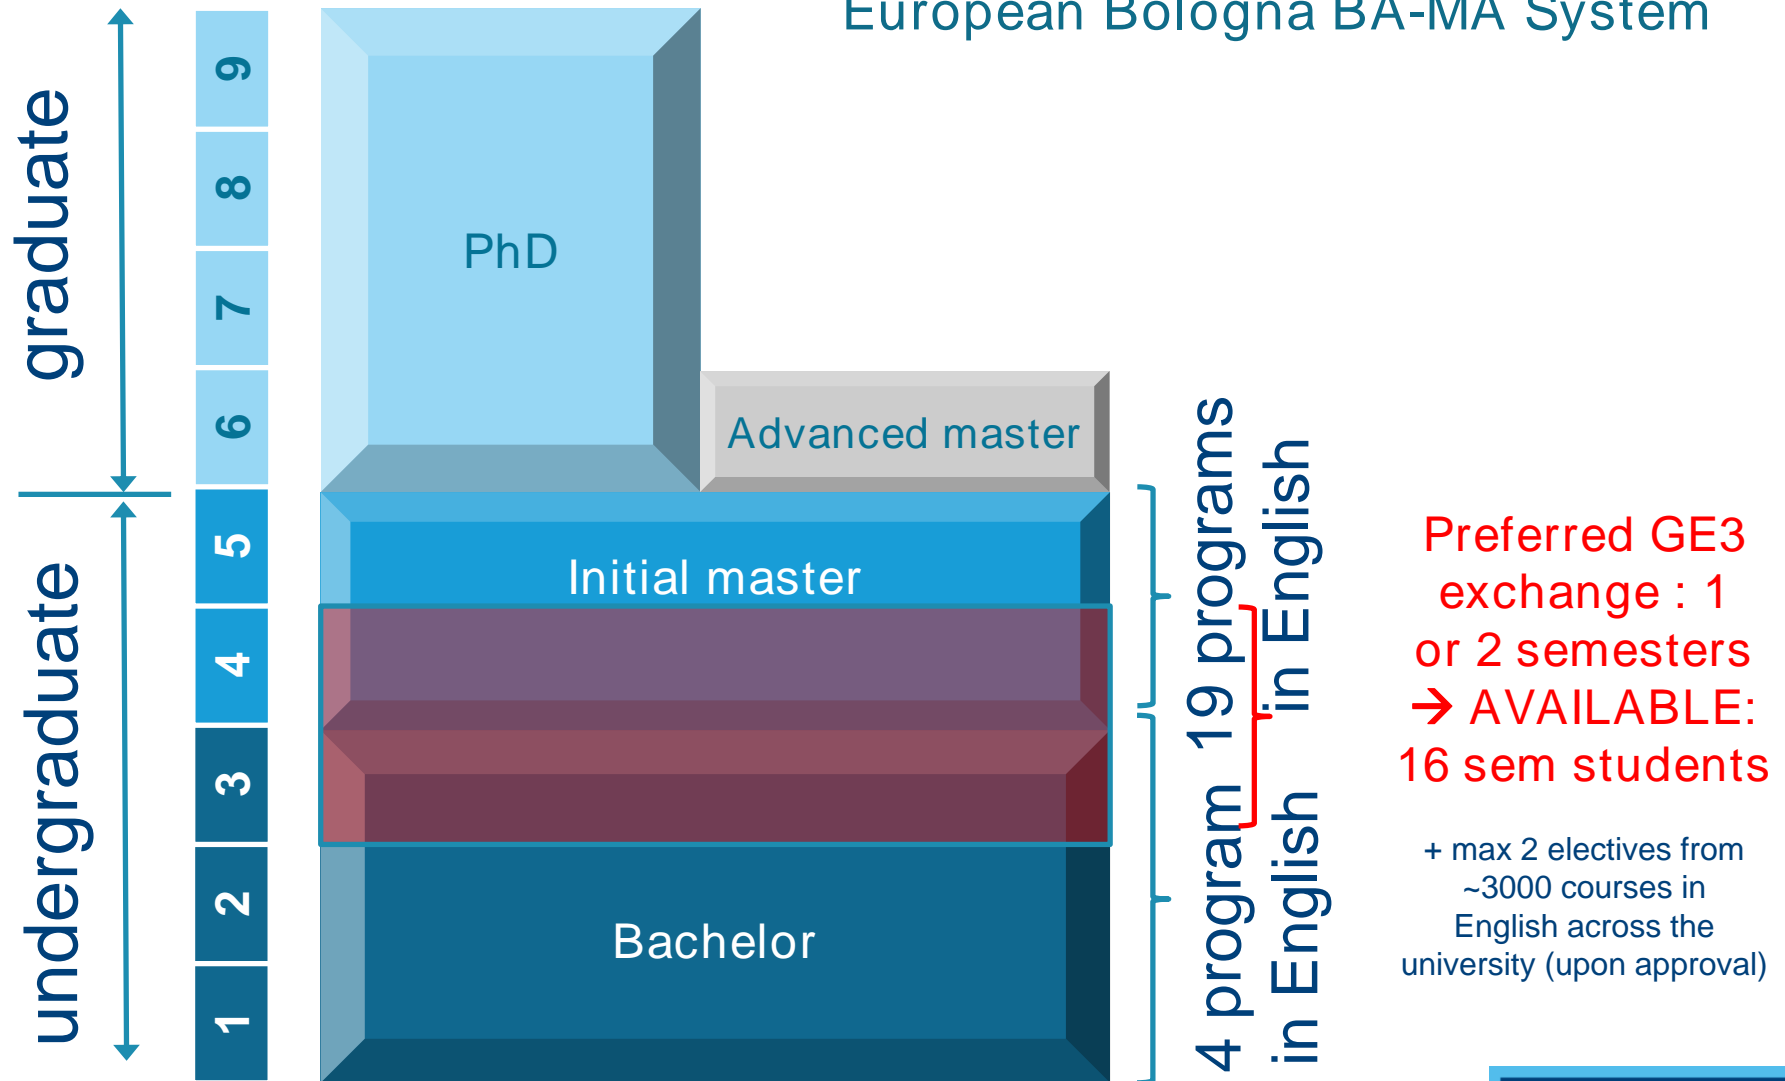 European Bologna BA-MA System
graduate
undergraduate
9
8
7
6
5
4
3
2
1
PhD
Advanced master
Initial master
Bachelor
19 programs
in English
4 program
in English
Preferred GE3
exchange : 1
or 2 semesters
→ AVAILABLE:
16 sem students
+ max 2 electives from
~3000 courses in
English across the
university (upon approval)